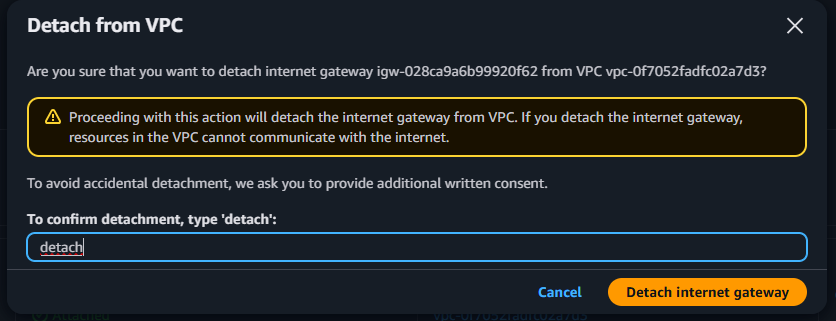 Detach from VPC
Are you sure that you want to detach internet gateway igw-028ca9a6b99920f62 from VPC vpc-0f7052fadfc02a7d3?
Proceeding with this action will detach the internet gateway from VPC. If you detach the internet gateway,
resources in the VPC cannot communicate with the internet.
To avoid accidental detachment, we ask you to provide additional written consent.
To confirm detachment, type 'detach':
detach
Cancel
Detach internet gateway
Attached